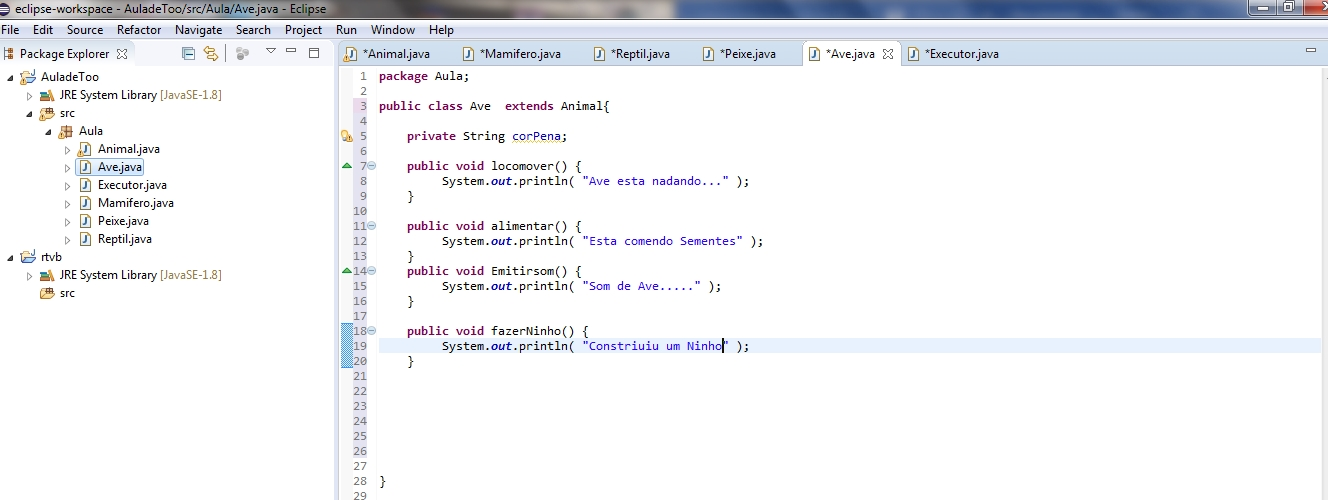 eclipse-workspace - AuladeToo/src/Aula/Ave.java - Eclipse
File Edit Source Refactor Navigate Search Project Run Window Help
Package Explorer
AuladeToo
JRE System Library [JavaSE-1.8]
src
Aula
Animal.java
Ave.java
Executor.java
Mamifero.java
Peixe.java
Reptil.java
rtvb
JRE System Library [JavaSE-1.8]
src
*Animal.java *Mamifero.java *Reptil.java *Peixe.java *Ave.java *Executor.java
1 package Aula;
2
3 public class Ave  extends Animal{
4
5 private String corPena;
6
7 public void locomover() {
8 System.out.println( "Ave esta nadando..." );
9 }
10
11 public void alimentar() {
12 System.out.println( "Esta comendo Sementes" );
13 }
14 public void Emitirsom() {
15 System.out.println( "Som de Ave....." );
16 }
17
18 public void fazerNinho() {
19 System.out.println( "Construiuiu um Ninho" );
20 }
21
22
23
24
25
26
27
28 }
29